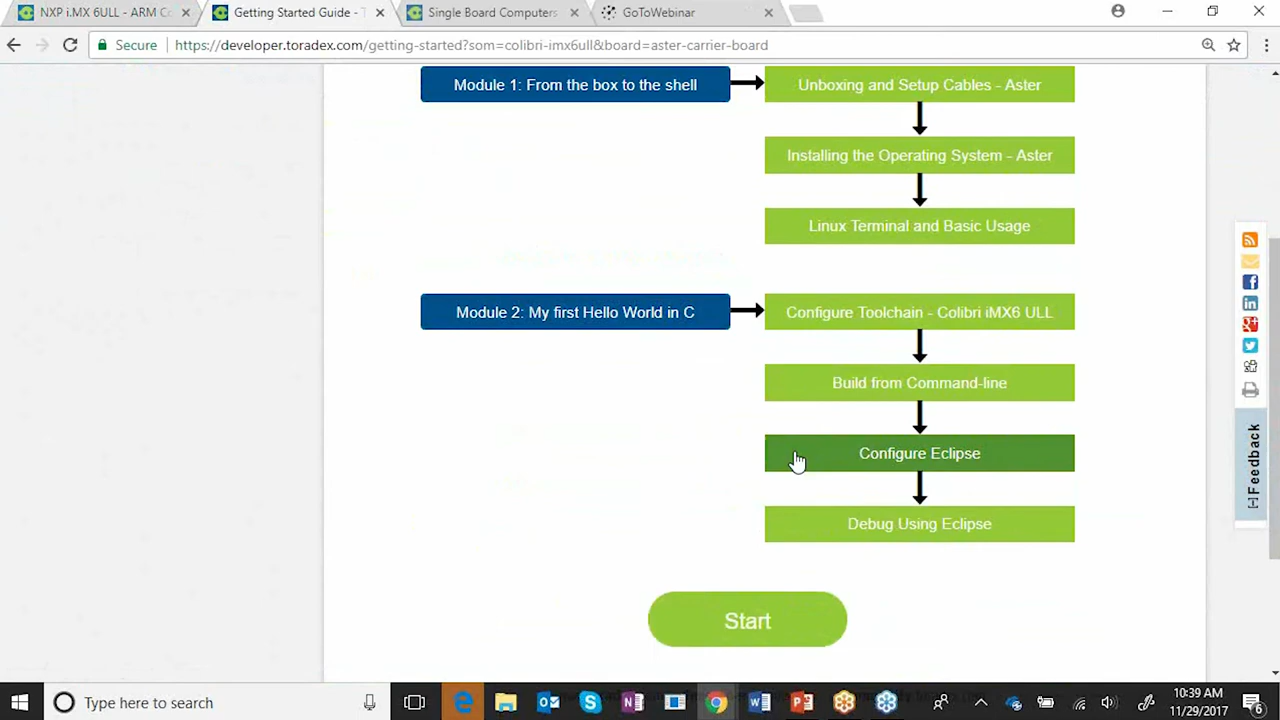 NXP i.MX 6ULL - ARM Co
Getting Started Guide - T
Single Board Computers
GoToWebinar
Secure
https://developer.toradex.com/getting-started?som=colibri-imx6ull&board=aster-carrier-board
Module 1: From the box to the shell
Unboxing and Setup Cables - Aster
Installing the Operating System - Aster
Linux Terminal and Basic Usage
Module 2: My first Hello World in C
Configure Toolchain - Colibri iMX6 ULL
Build from Command-line
Configure Eclipse
Debug Using Eclipse
Start
[-] Feedback
Type here to search
10:39 AM
11/29/2017
6